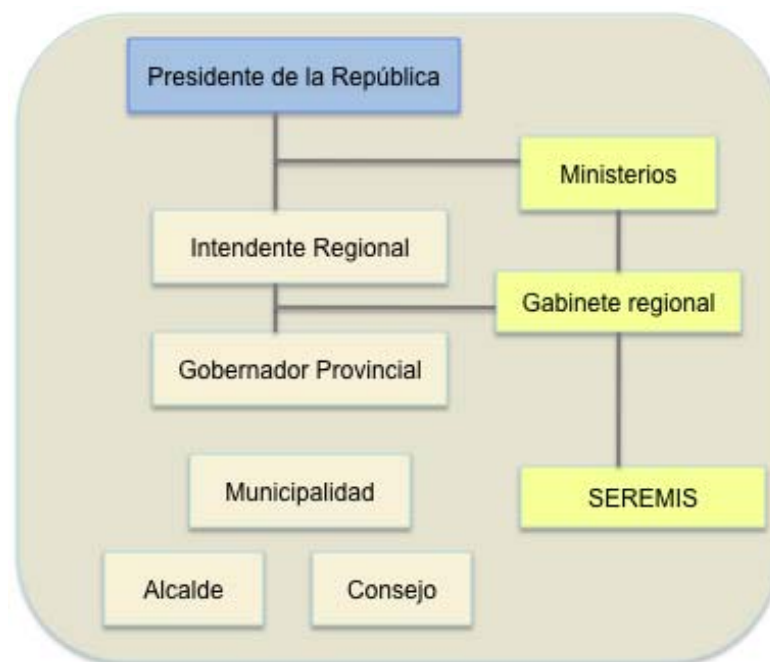 Presidente de la República
Ministerios
Intendente Regional
Gabinete regional
Gobernador Provincial
Municipalidad
SEREMIS
Alcalde
Consejo